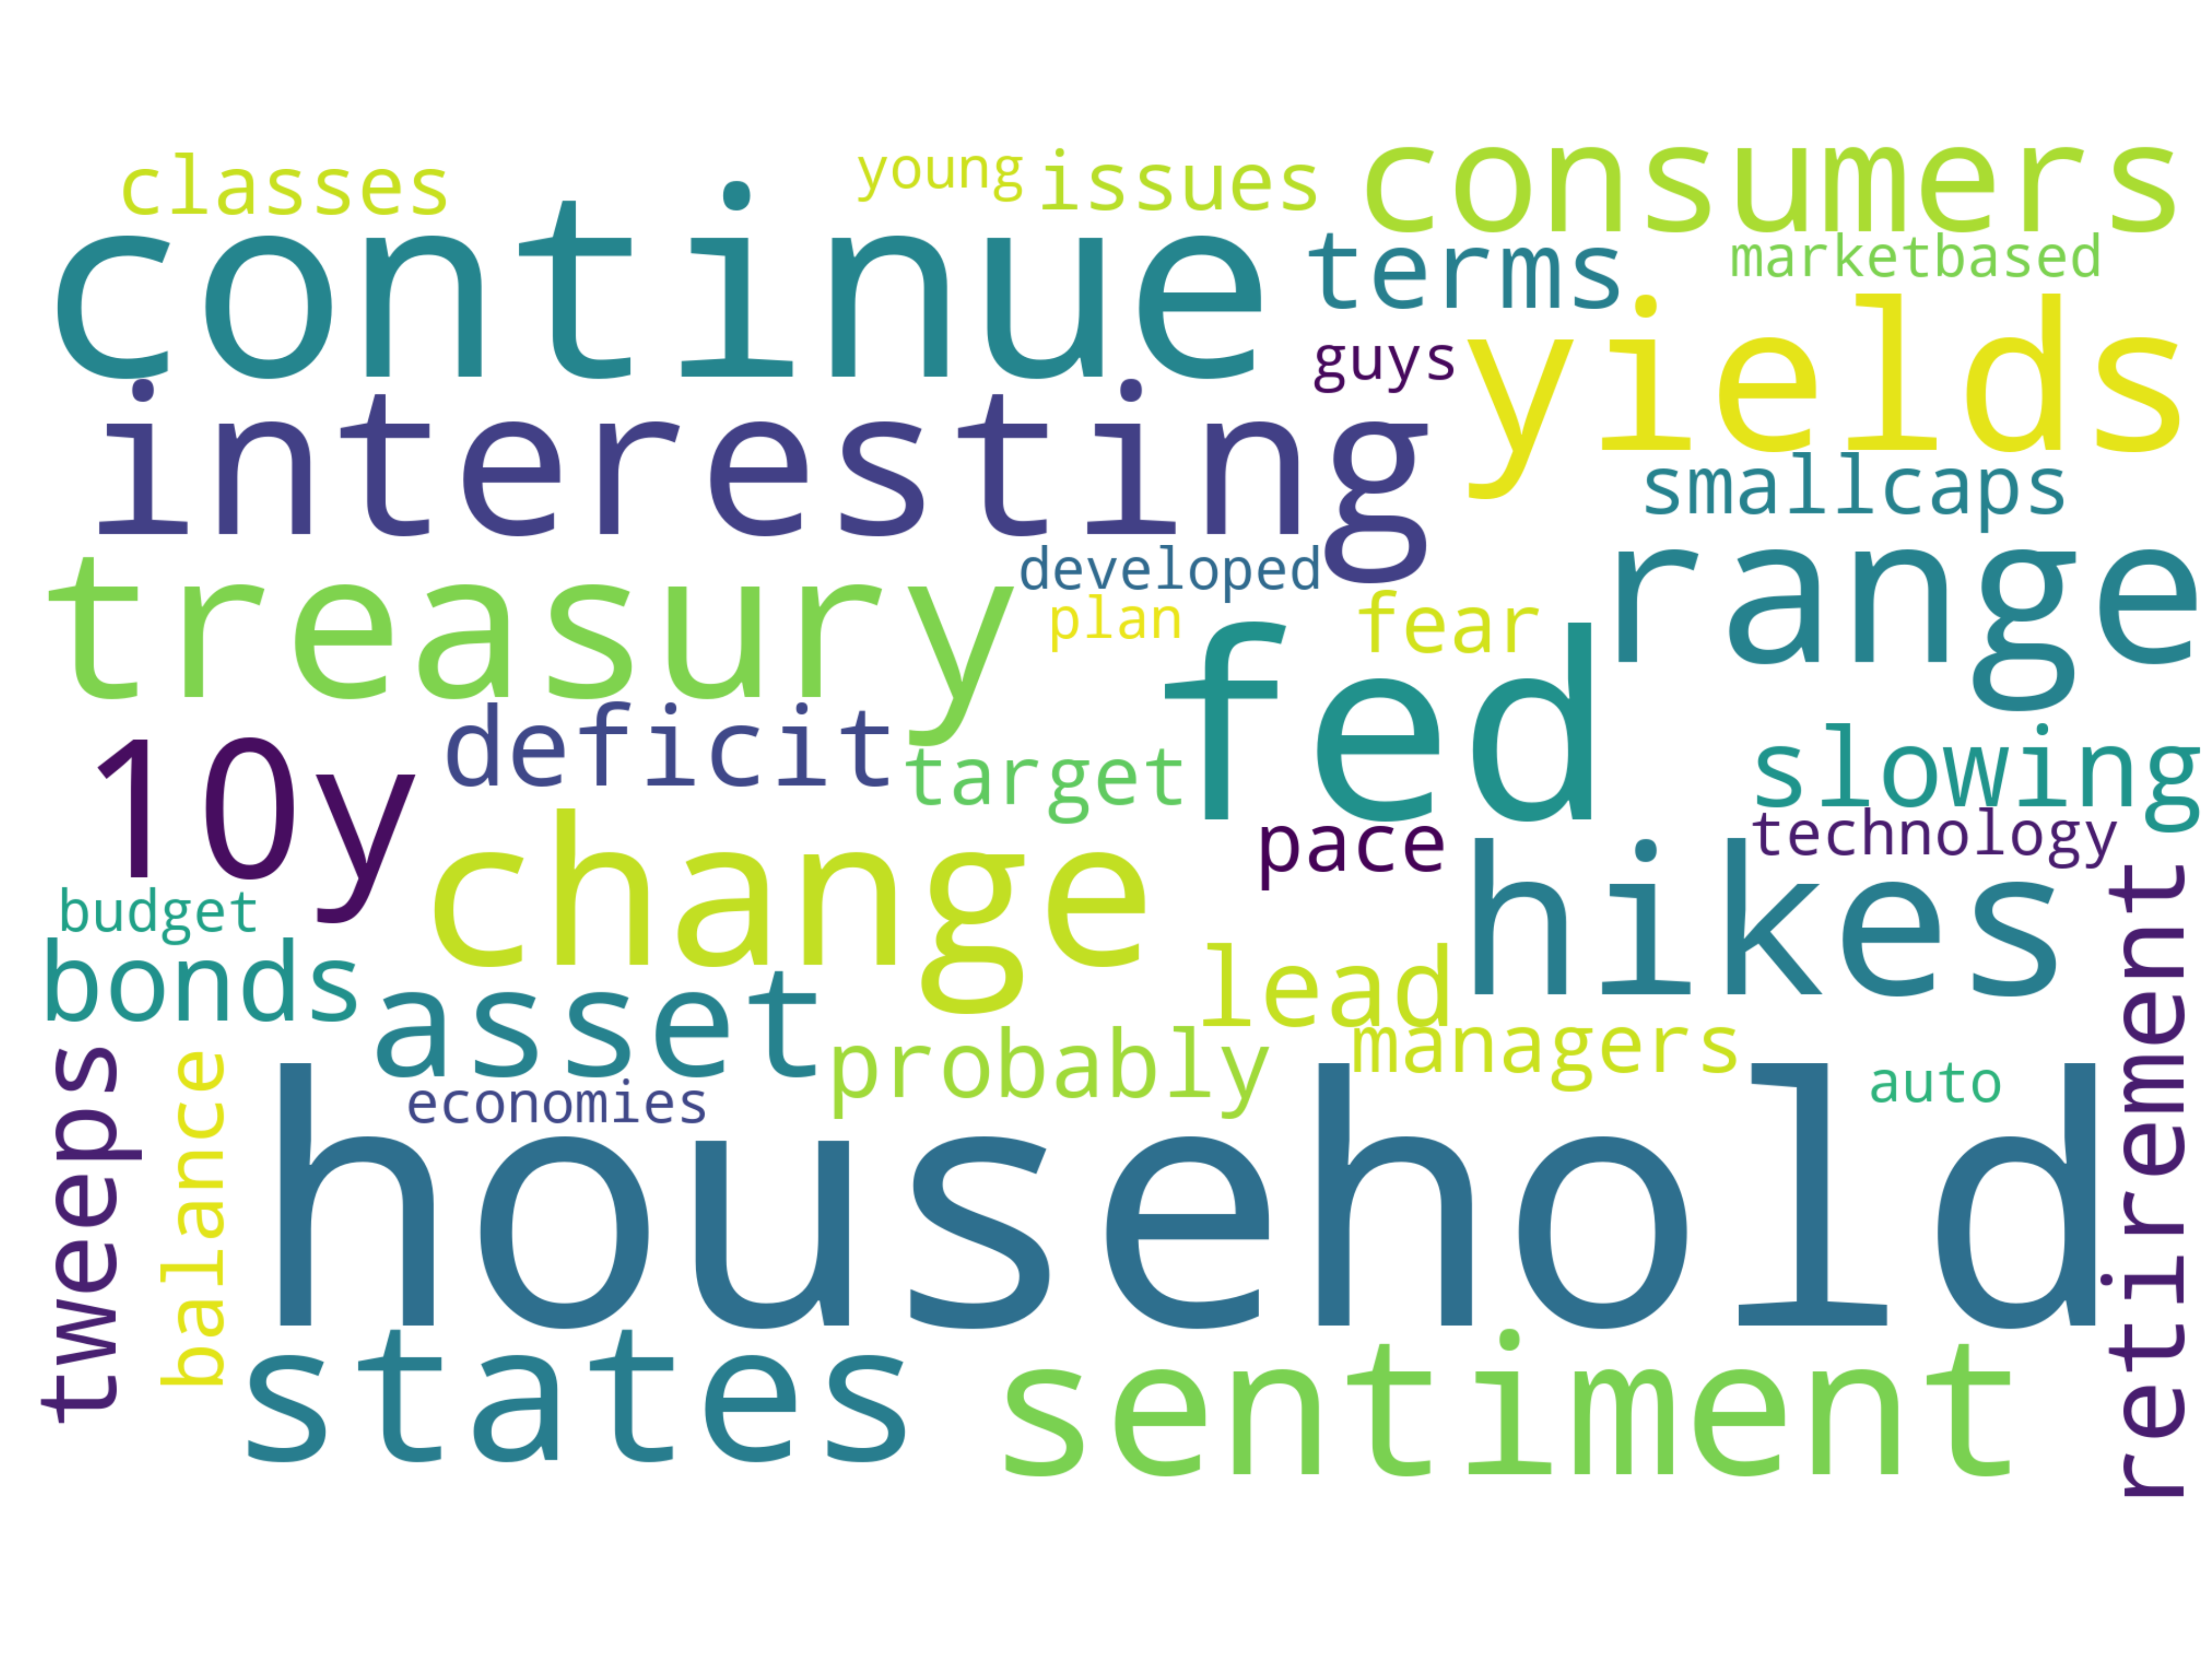 classes
young
issues
consumers
continue
terms
marketbased
guys
yields
interesting
smallcaps
treasury
developed
range
plan
fear
fed
deficit
10y
target
slowing
change
pace
technology
hikes
budget
bonds
asset
lead
managers
probably
retirement
tweeps
balance
economies
auto
household
states
sentiment